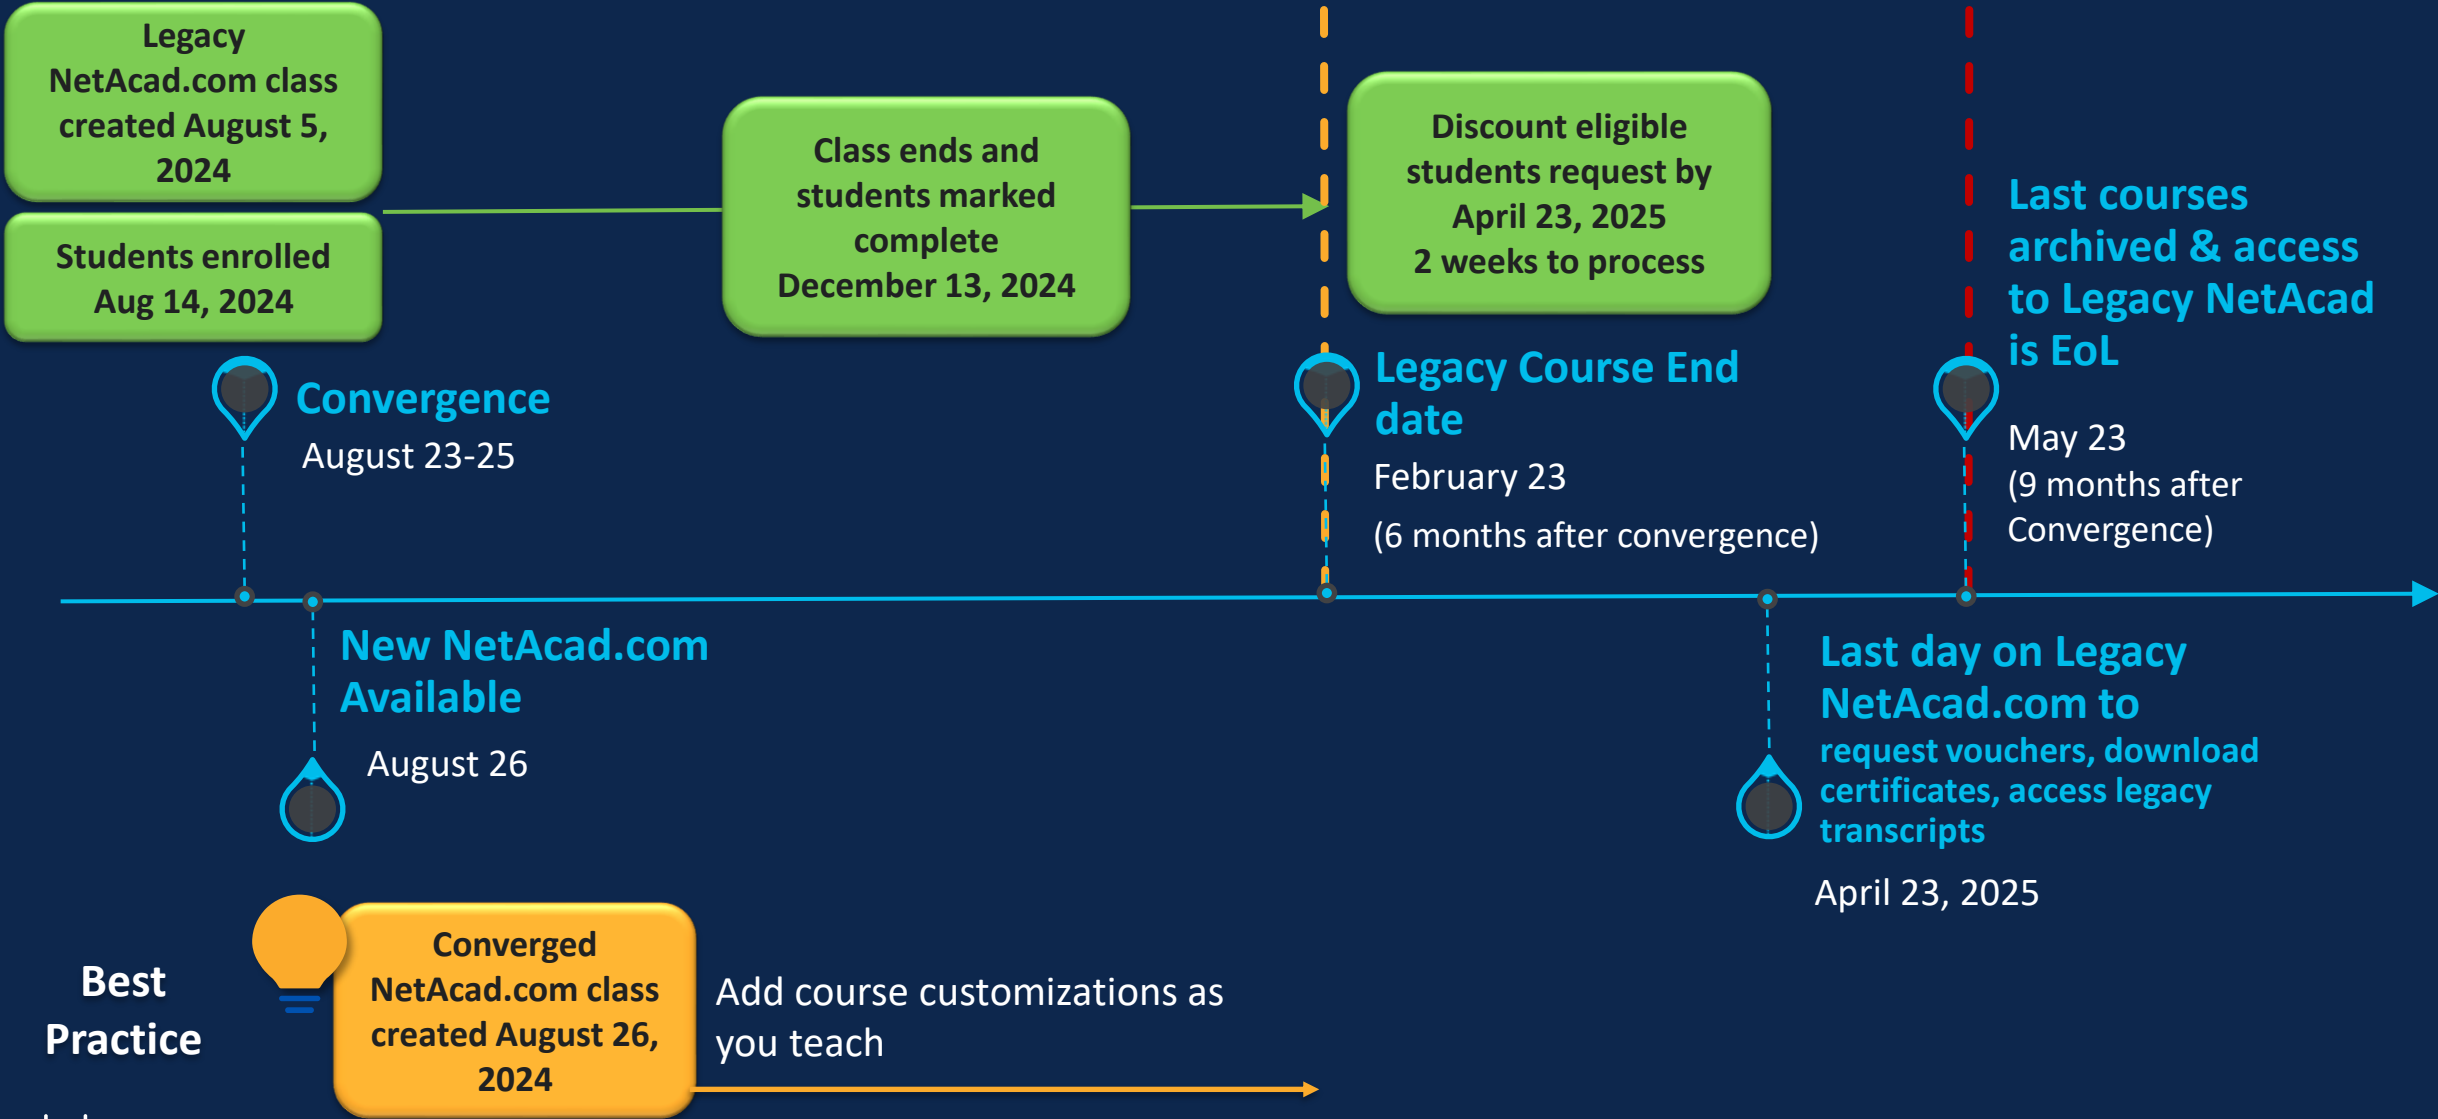 Legacy
NetAcad.com class
created August 5,
2024
Students enrolled
Aug 14, 2024
Class ends and
students marked
complete
December 13, 2024
Discount eligible
students request by
April 23, 2025
2 weeks to process
Last courses
archived & access
to Legacy NetAcad
is EoL
May 23
(9 months after
Convergence)
Convergence
August 23-25
Legacy Course End
date
February 23
(6 months after convergence)
New NetAcad.com
Available
August 26
Last day on Legacy
NetAcad.com to
request vouchers, download
certificates, access legacy
transcripts
April 23, 2025
Best
Practice
Converged
NetAcad.com class
created August 26,
2024
Add course customizations as
you teach